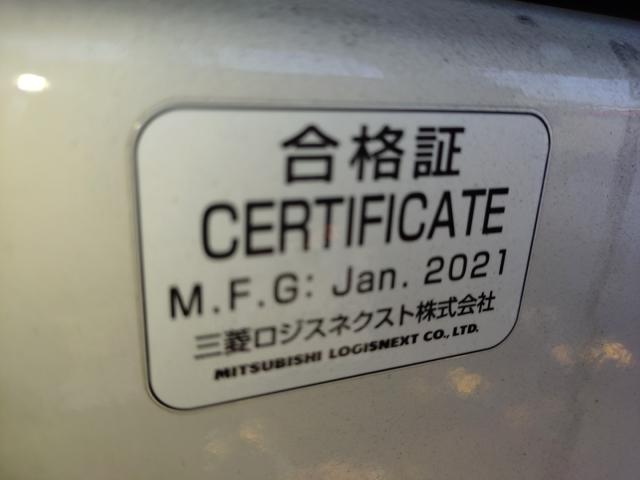 合格証
CERTIFICATE
M.F.G: Jan. 2021
三菱ロジスネクスト株式会社
MITSUBISHI LOGISNEXT CO., LTD.